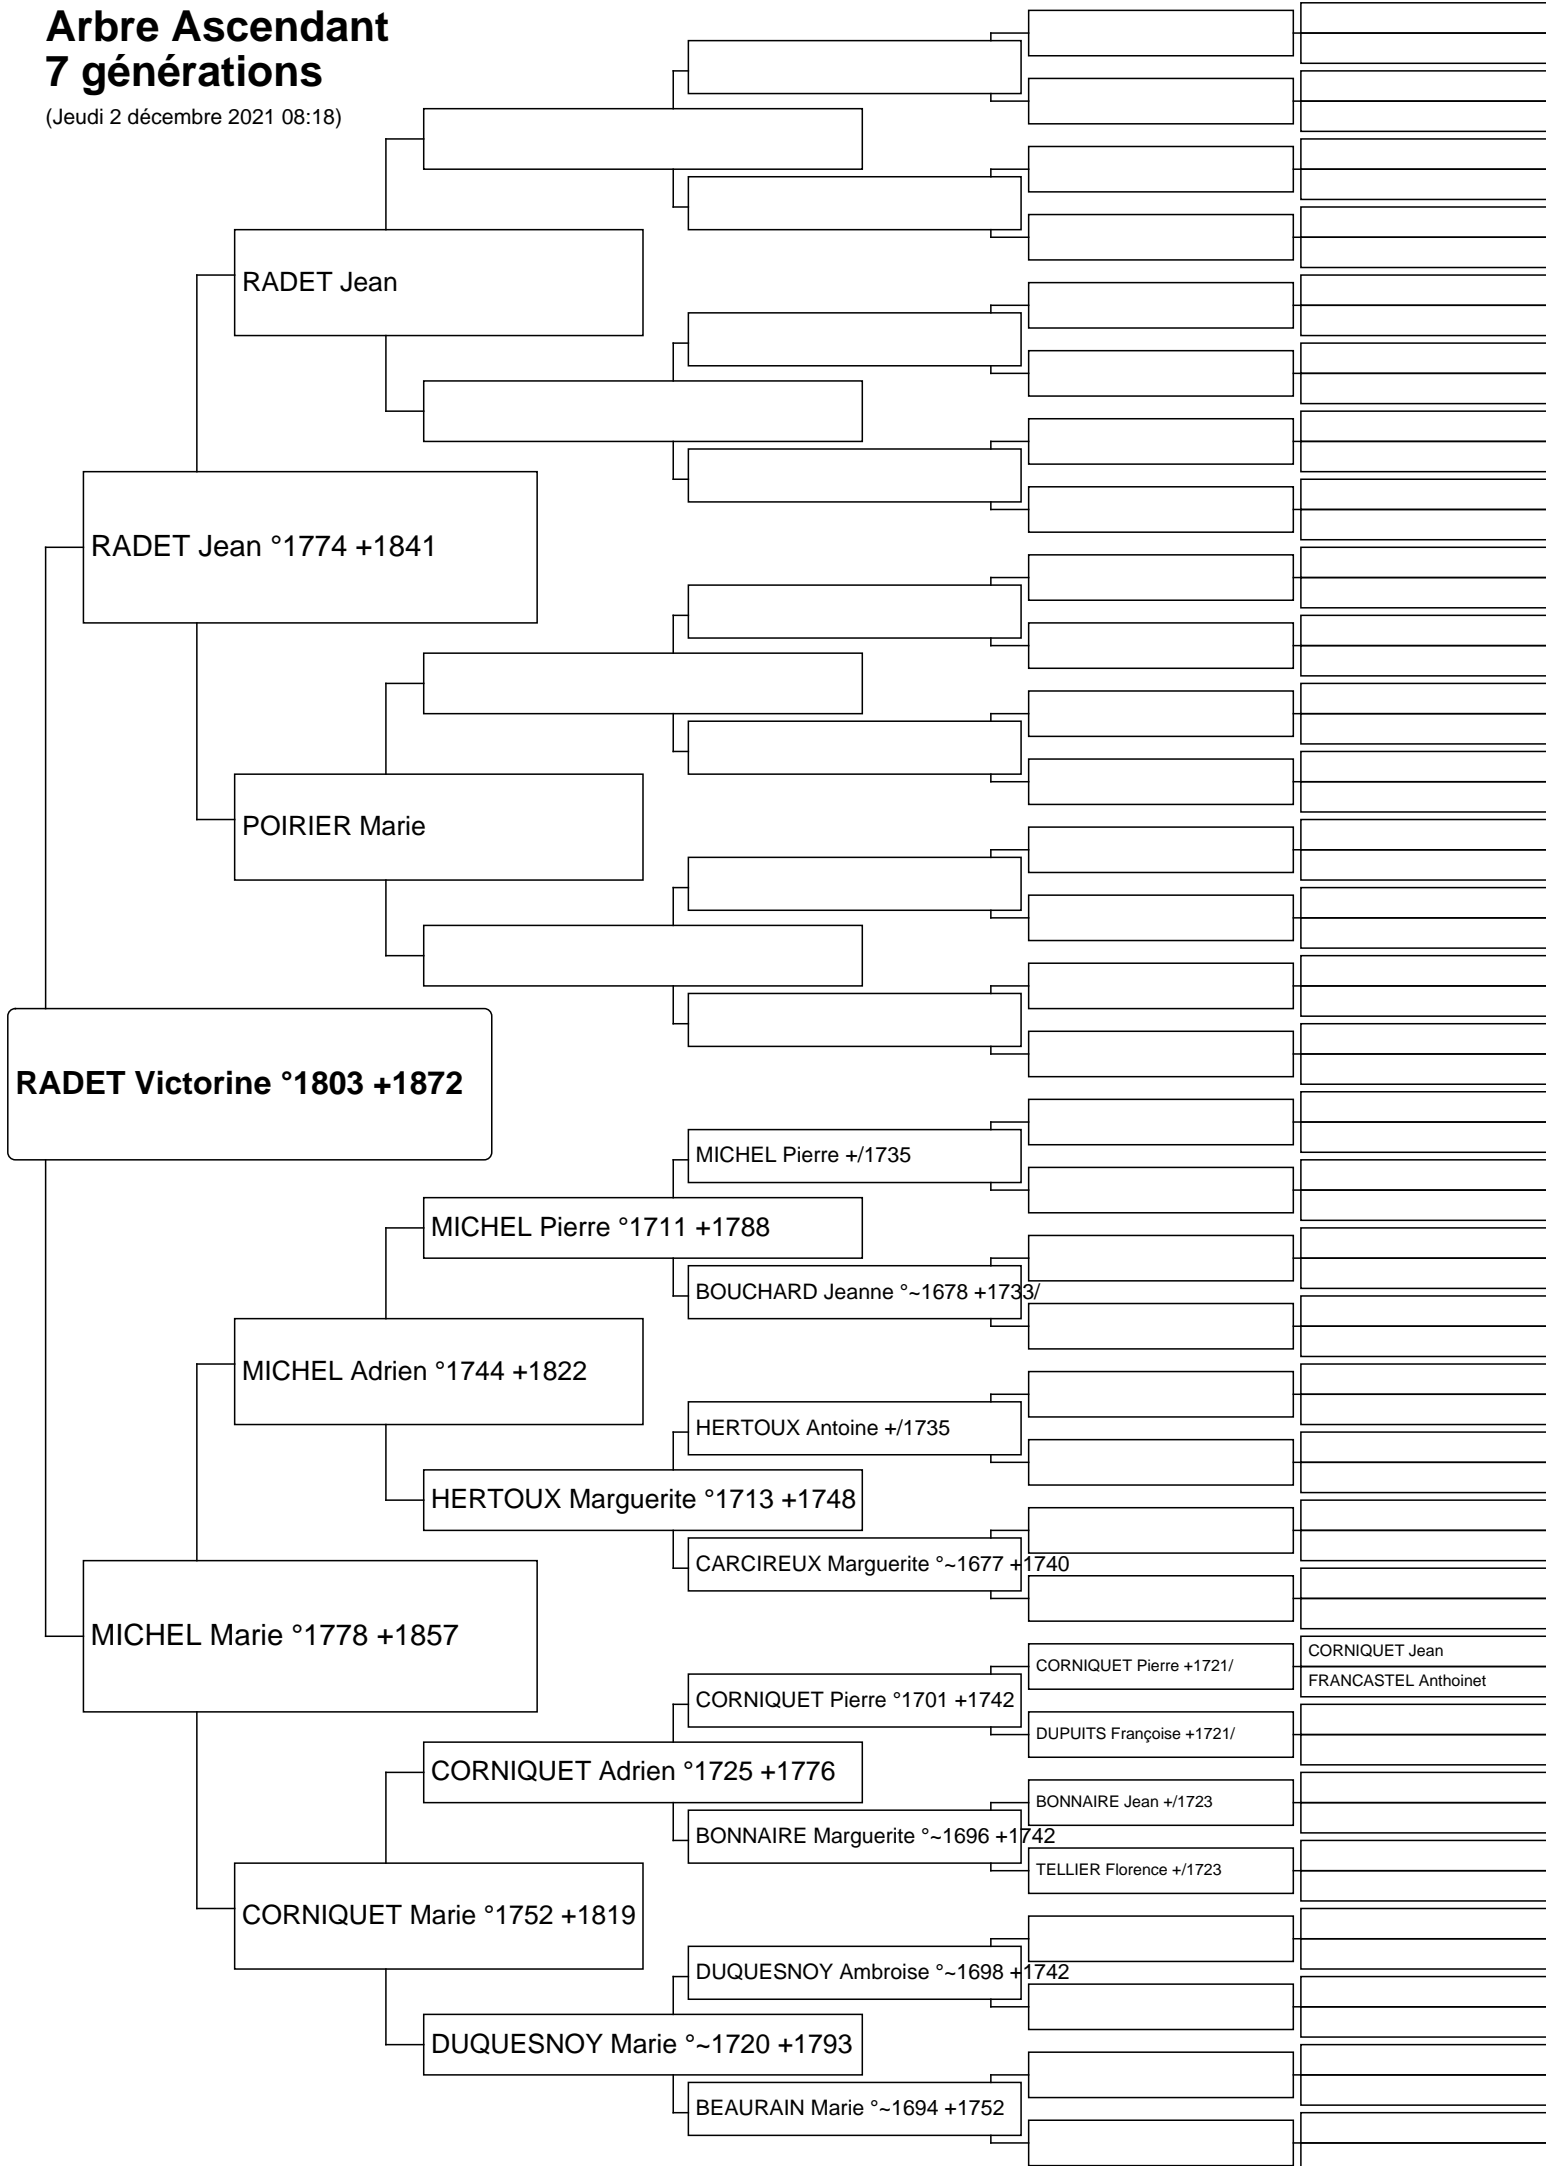 Arbre Ascendant
7 générations
(Jeudi 2 décembre 2021 08:18)
RADET Jean
RADET Jean °1774 +1841
POIRIER Marie
RADET Victorine °1803 +1872
MICHEL Pierre +/1735
MICHEL Pierre °1711 +1788
BOUCHARD Jeanne °~1678 +1733/
MICHEL Adrien °1744 +1822
HERTOUX Antoine +/1735
HERTOUX Marguerite °1713 +1748
CARCIREUX Marguerite °~1677 +1740
MICHEL Marie °1778 +1857
CORNIQUET Jean
CORNIQUET Pierre +1721/
FRANCASTEL Anthoinet
CORNIQUET Pierre °1701 +1742
DUPUITS Françoise +1721/
CORNIQUET Adrien °1725 +1776
BONNAIRE Jean +/1723
BONNAIRE Marguerite °~1696 +1742
TELLIER Florence +/1723
CORNIQUET Marie °1752 +1819
DUQUESNOY Ambroise °~1698 +1742
DUQUESNOY Marie °~1720 +1793
BEAURAIN Marie °~1694 +1752